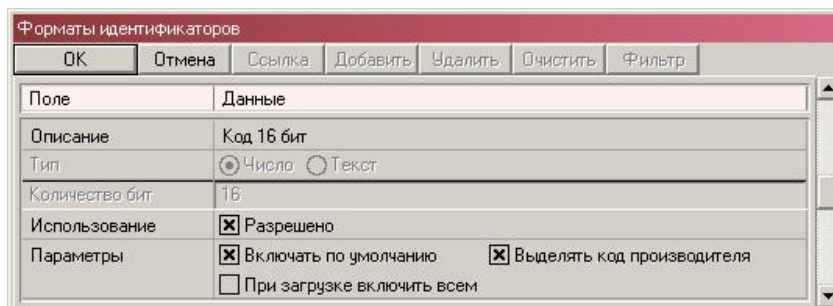 Форматы идентификаторов
ОК Отмена Ссылка Добавить Удалить Очистить Фильтр
Поле Данные
Описание Код 16 бит
Тип Число Текст
Количество бит 16
Использование Разрешено
Параметры Включать по умолчанию Выделять код производителя
При загрузке включить всем